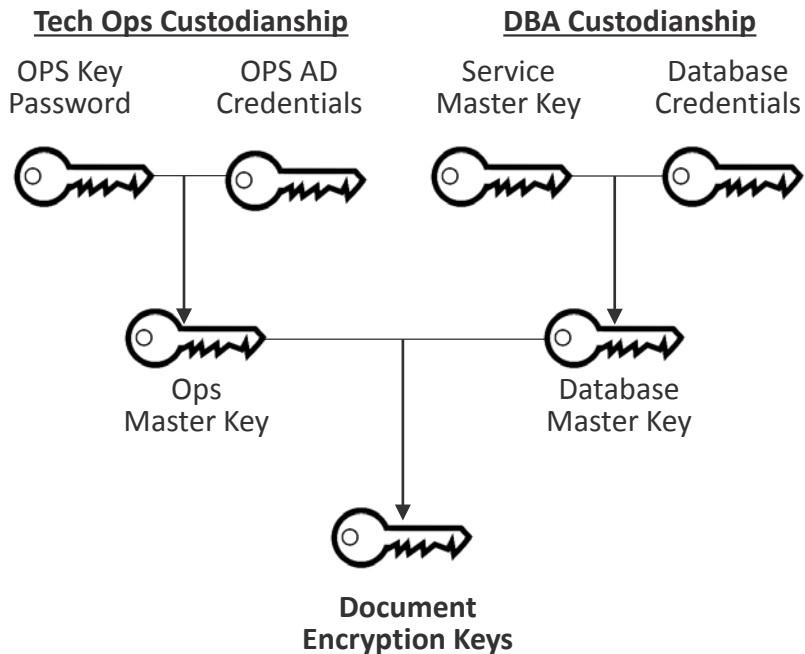 Tech Ops Custodianship
DBA Custodianship
OPS Key
Password
OPS AD
Credentials
Service
Master Key
Database
Credentials
Ops
Master Key
Database
Master Key
Document
Encryption Keys